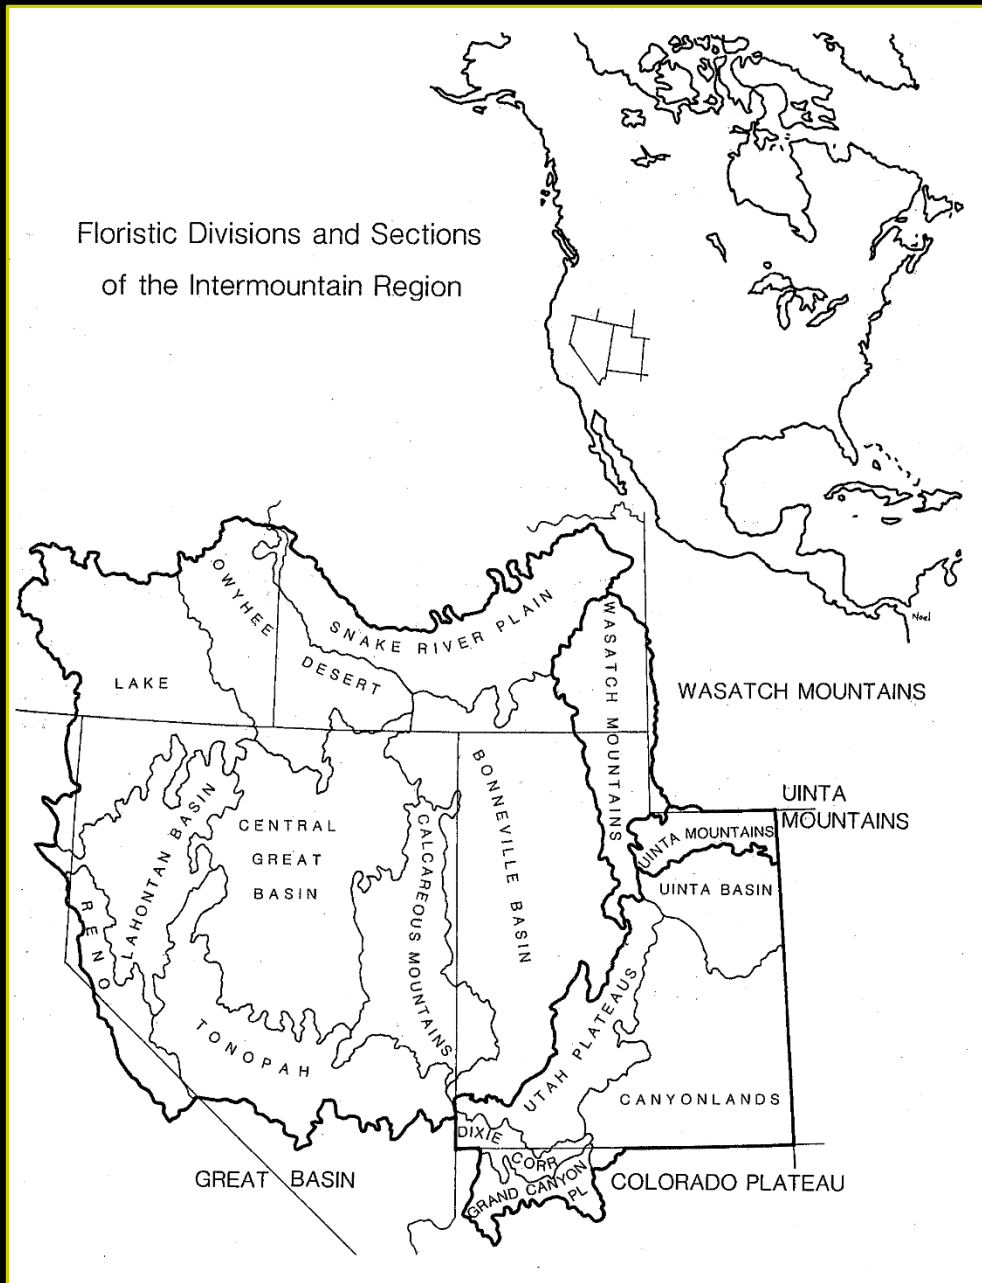 Floristic Divisions and Sections
of the Intermountain Region
Noel
OWYHEE
DESERT
SNAKE RIVER PLAIN
WASATCH MOUNTAINS
LAKE
WASATCH MOUNTAINS
UINTA
MOUNTAINS
UINTA MOUNTAINS
UINTA BASIN
LAHONTAN BASIN
CENTRAL
GREAT
BASIN
CALCAREOUS MOUNTAINS
BONNEVILLE BASIN
RENO
TONOPAH
UTAH PLATEAUS
CANYONLANDS
DIXIE
CORR
GRAND CANYON
PL
GREAT BASIN
COLORADO PLATEAU